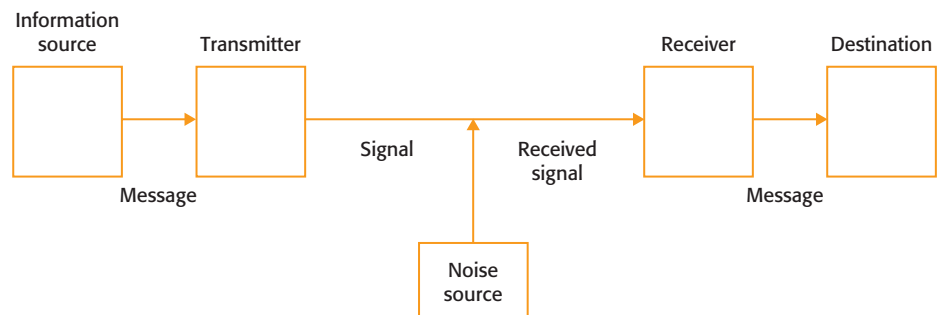 Information
source
Transmitter
Receiver
Destination
Signal
Received
signal
Message
Message
Noise
source